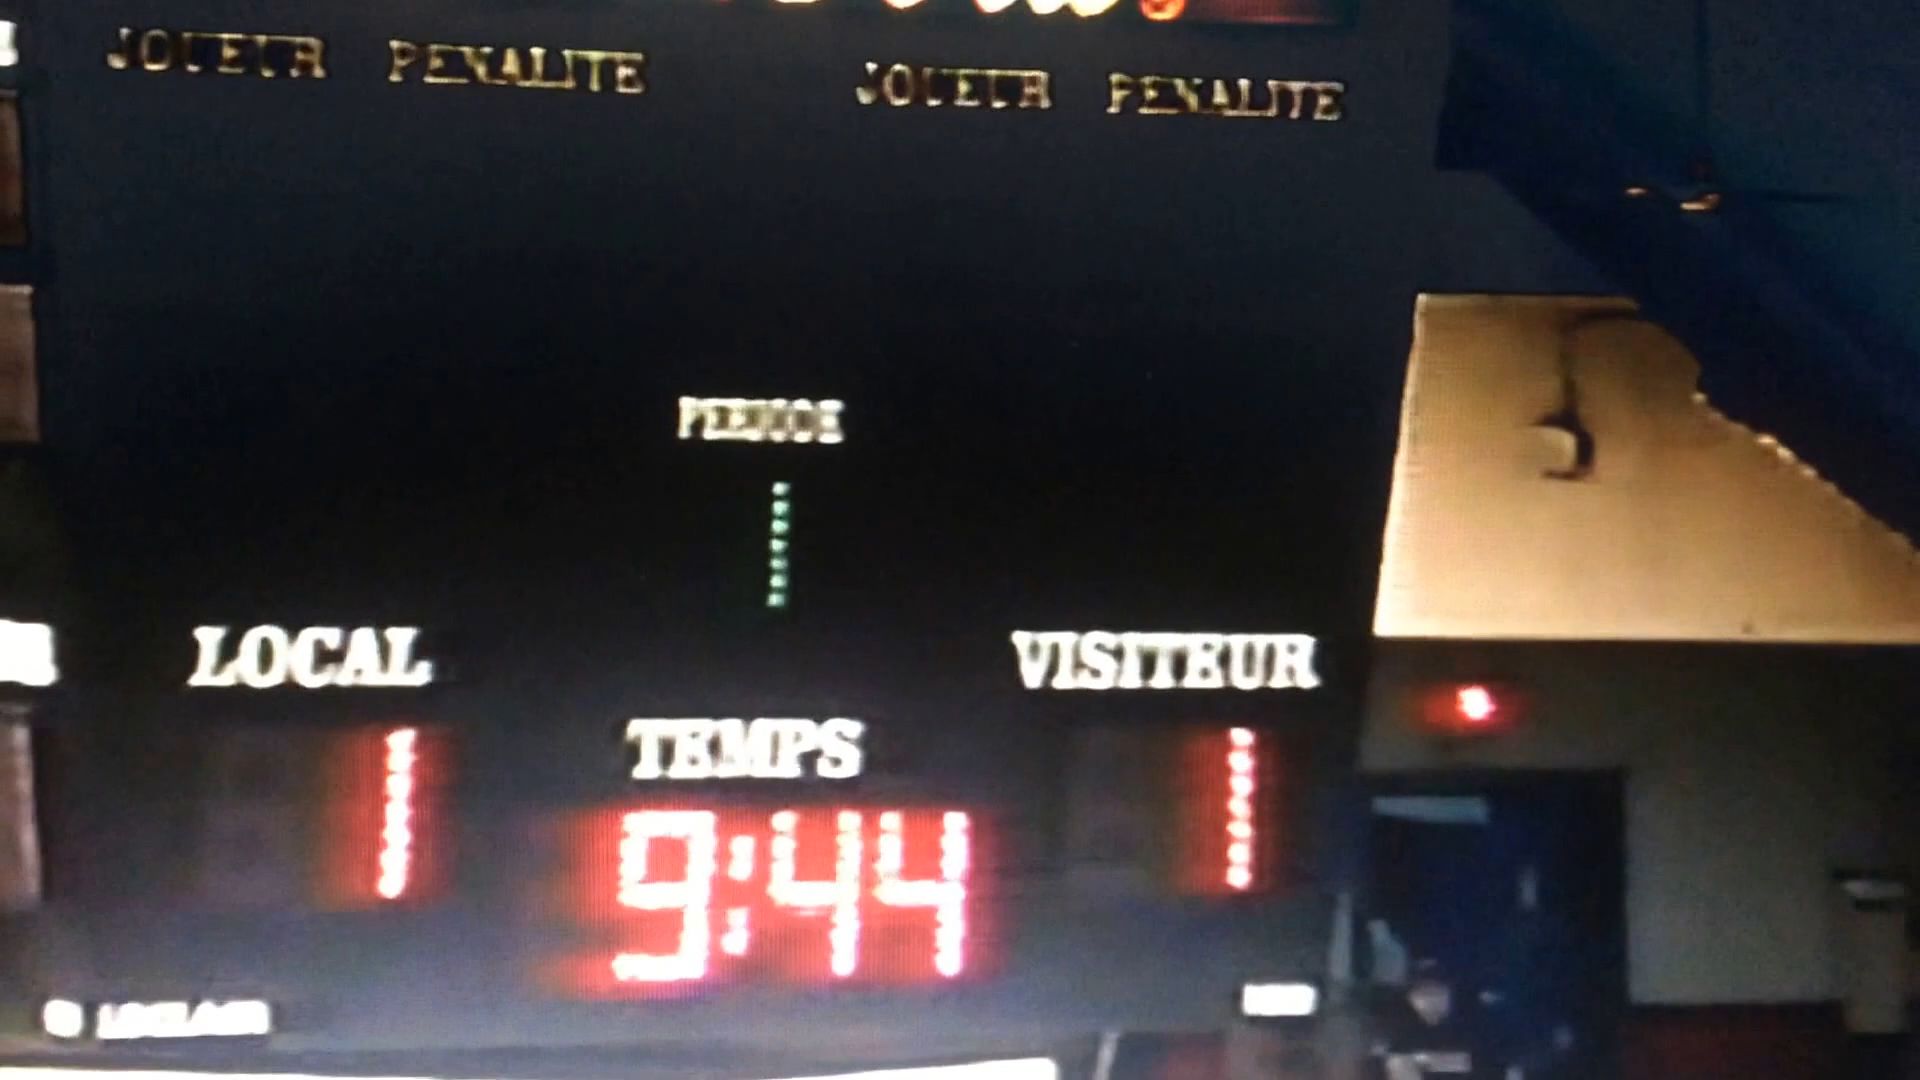 JOUEUR PENALITE JOUEUR PENALITE
PERIODE
1
LOCAL VISITEUR
1 TEMPS 1
9:44